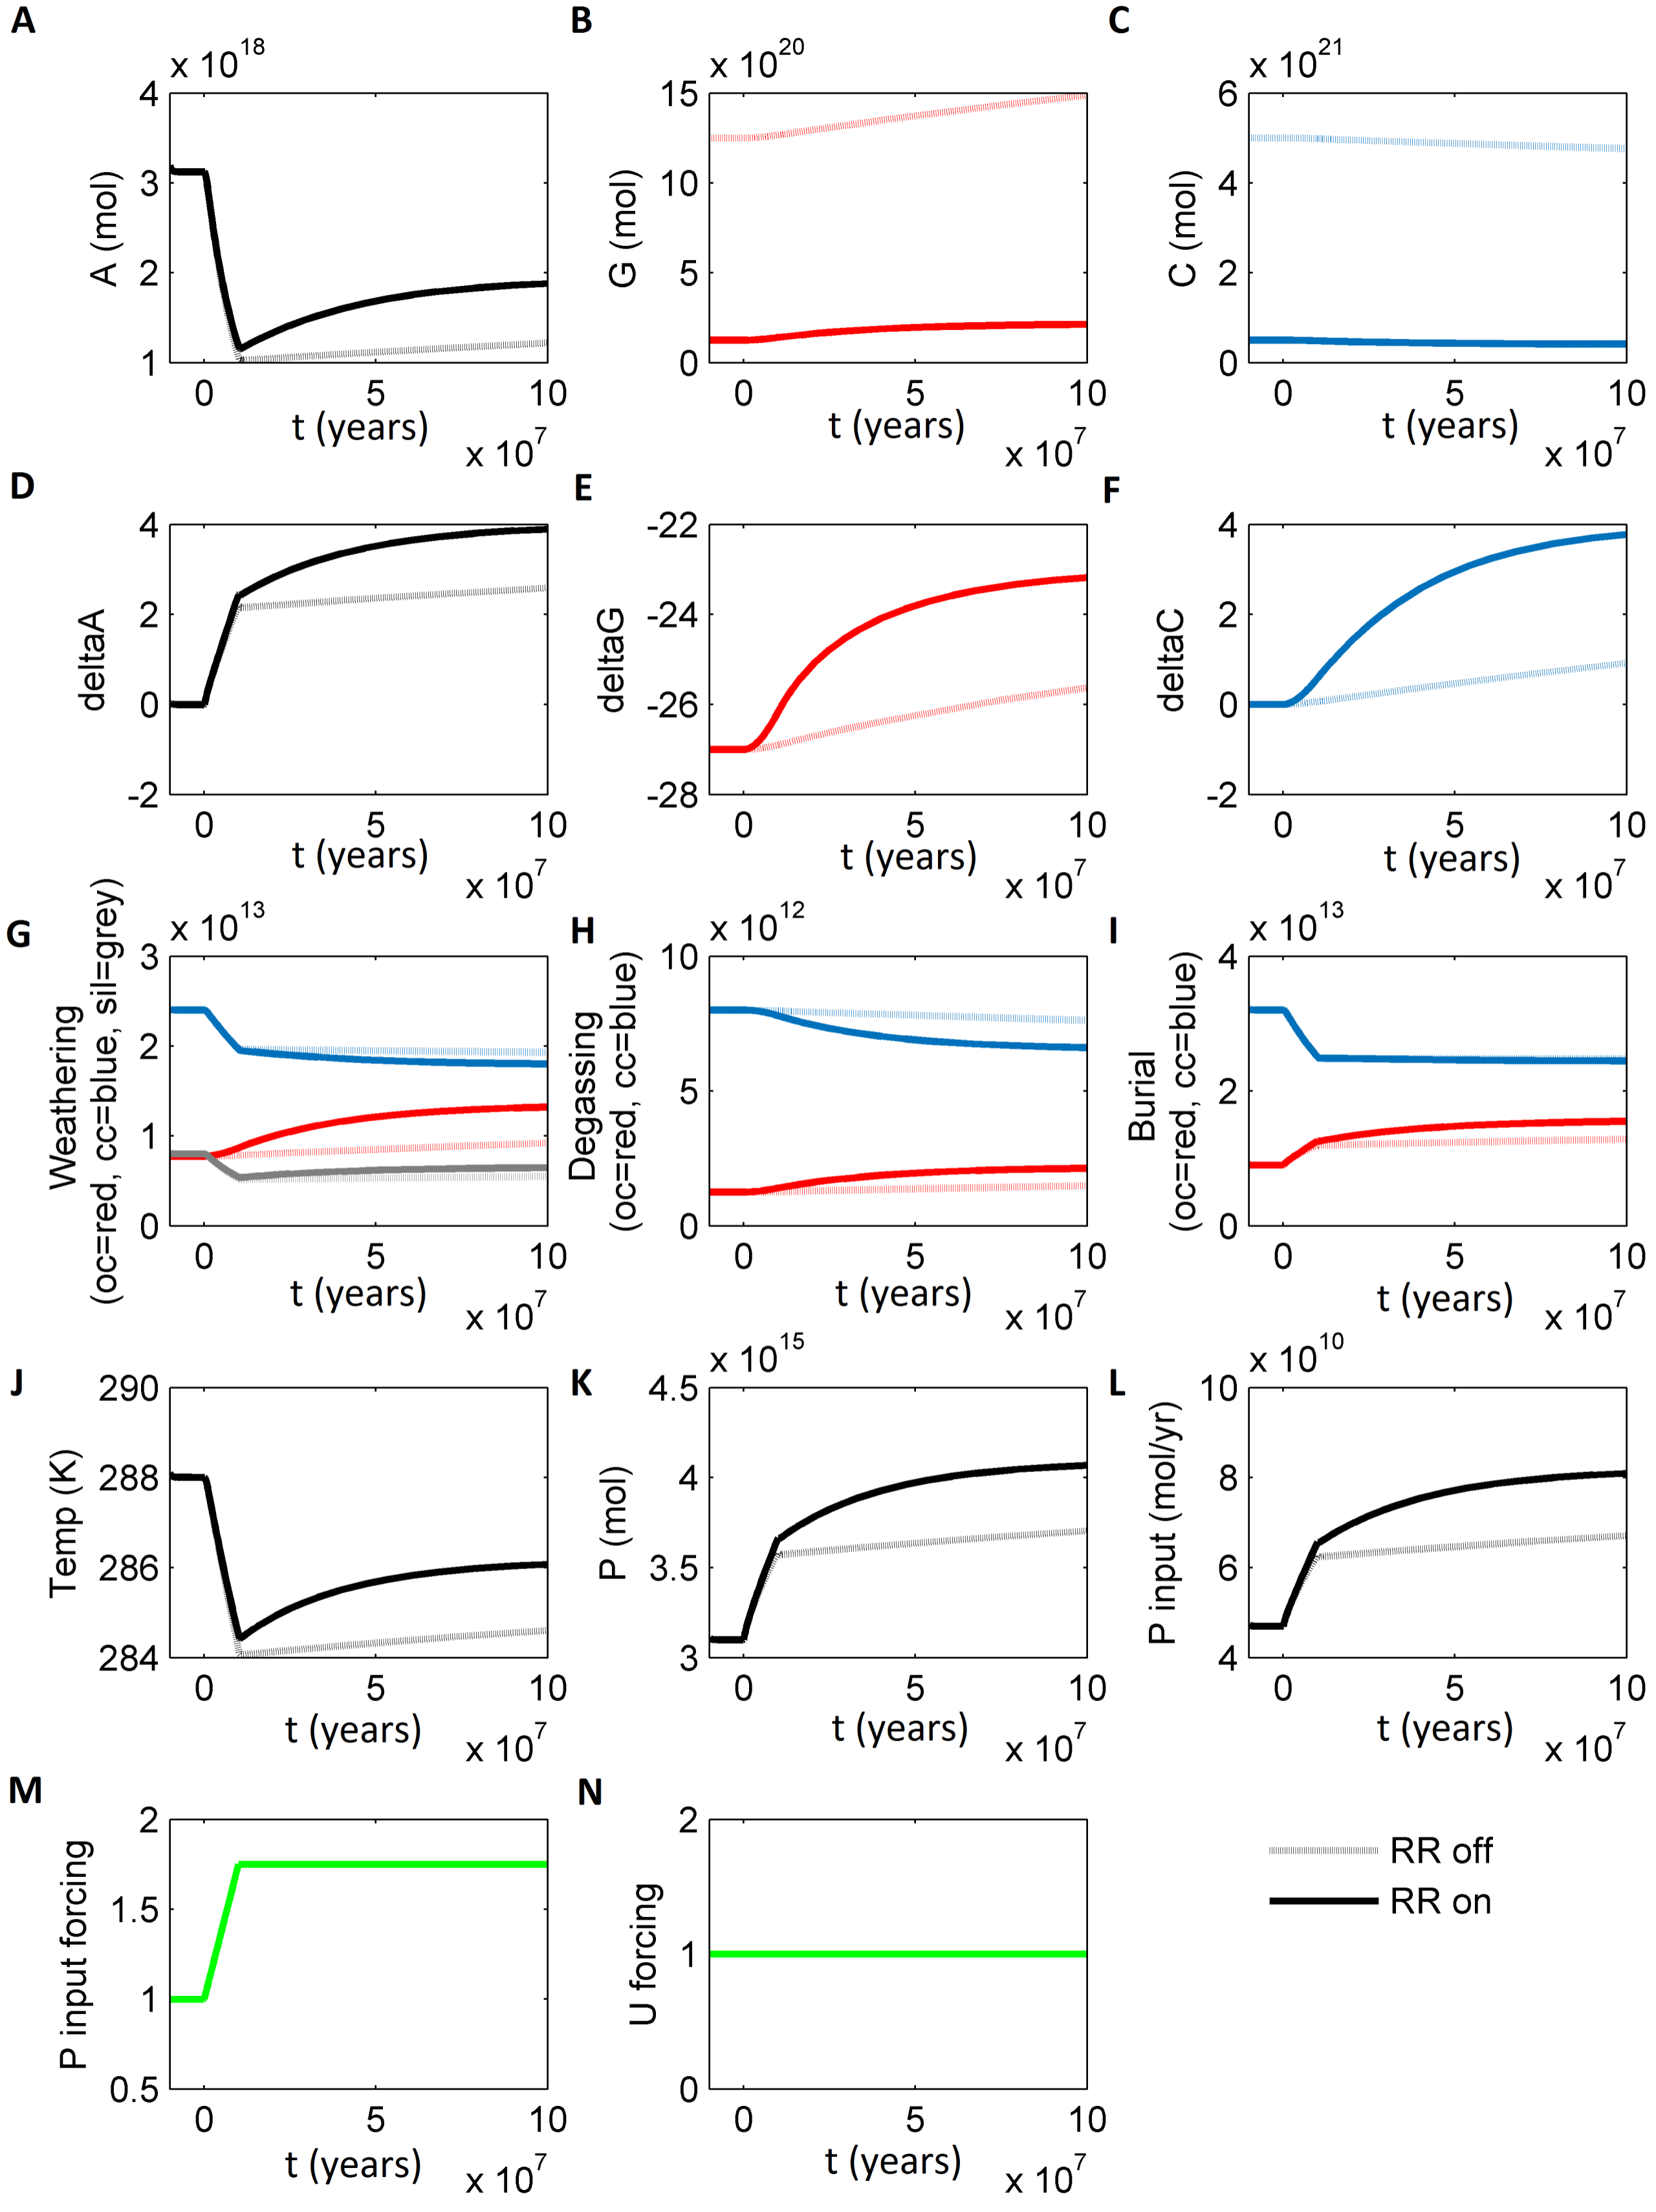 A
B
C
x 10^18
x 10^20
x 10^21
4
3
2
1
A (mol)
0
5
10
t (years)
x 10^7
15
10
5
0
G (mol)
0
5
10
t (years)
x 10^7
6
4
2
0
C (mol)
0
5
10
t (years)
x 10^7
D
E
F
4
2
0
-2
deltaA
0
5
10
t (years)
x 10^7
-22
-24
-26
-28
deltaG
0
5
10
t (years)
x 10^7
4
2
0
-2
deltaC
0
5
10
t (years)
x 10^7
G
H
I
x 10^13
x 10^12
x 10^13
3
2
1
0
Weathering
(oc=red, cc=blue, sil=grey)
0
5
10
t (years)
x 10^7
10
5
0
Degassing
(oc=red, cc=blue)
0
5
10
t (years)
x 10^7
4
2
0
Burial
(oc=red, cc=blue)
0
5
10
t (years)
x 10^7
J
K
L
x 10^15
x 10^10
290
288
286
284
Temp (K)
0
5
10
t (years)
x 10^7
4.5
4
3.5
3
P (mol)
0
5
10
t (years)
x 10^7
10
8
6
4
P input (mol/yr)
0
5
10
t (years)
x 10^7
M
N
2
1.5
1
0.5
P input forcing
0
5
10
t (years)
x 10^7
2
1
0
U forcing
0
5
10
t (years)
x 10^7
RR off
RR on